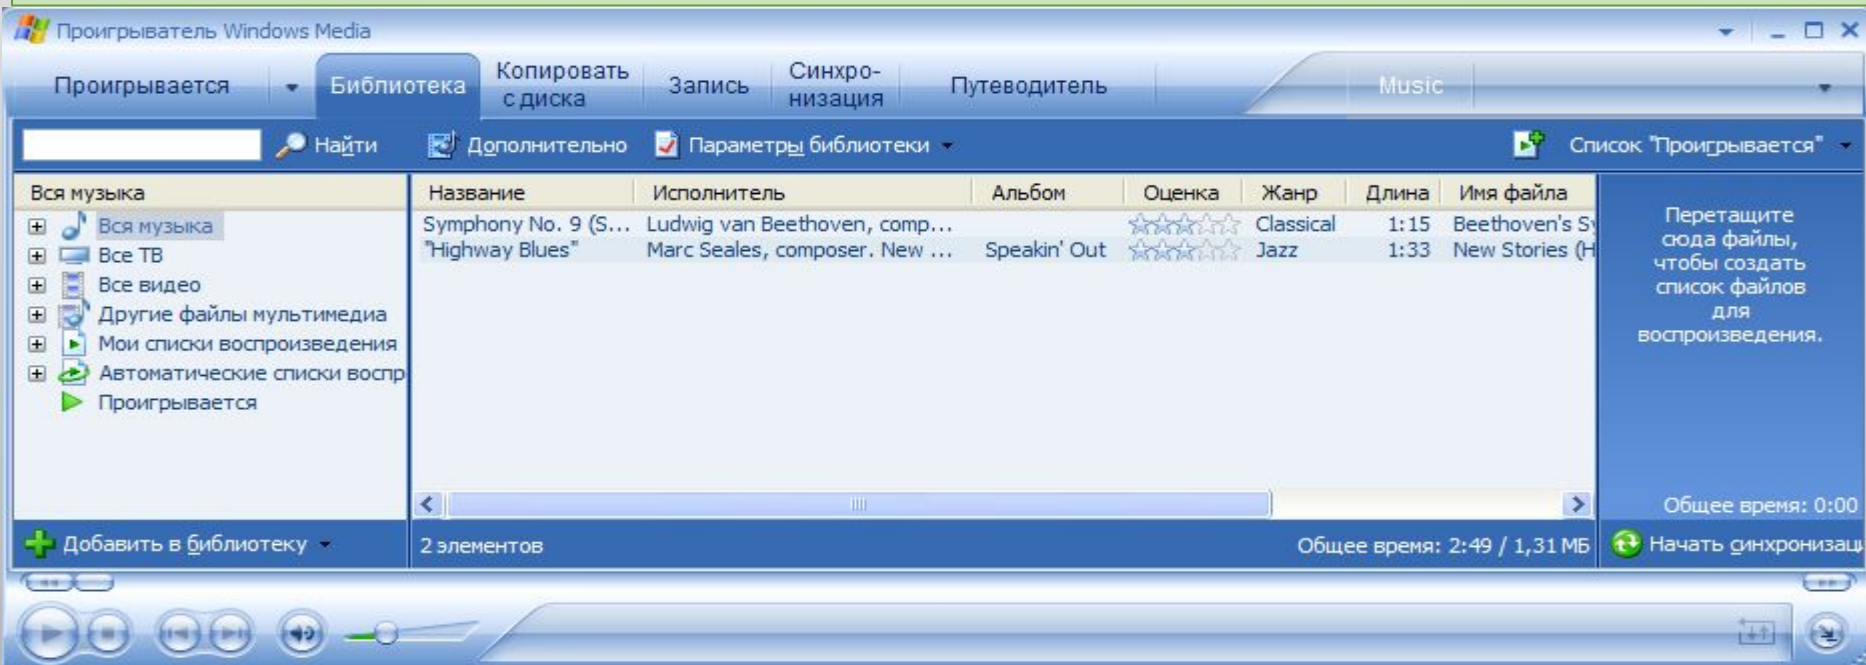 Проигрыватель Windows Media
Проигрывается
Библиотека
Копировать
с диска
Запись
Синхро-
низация
Путеводитель
Music
Найти
Дополнительно
Параметры библиотеки
Список "Проигрывается"
Вся музыка
Вся музыка
Все ТВ
Все видео
Другие файлы мультимедиа
Мои списки воспроизведения
Автоматические списки воспр
Проигрывается
Название Исполнитель Альбом Оценка Жанр Длина Имя файла
Symphony No. 9 (S... Ludwig van Beethoven, comp... Classical 1:15 Beethoven's Sy
"Highway Blues" Marc Seales, composer. New ... Speakin' Out Jazz 1:33 New Stories (H
Перетащите
сюда файлы,
чтобы создать
список файлов
для
воспроизведения.
Общее время: 0:00
Добавить в библиотеку
2 элементов
Общее время: 2:49 / 1,31 МБ
Начать синхронизаци